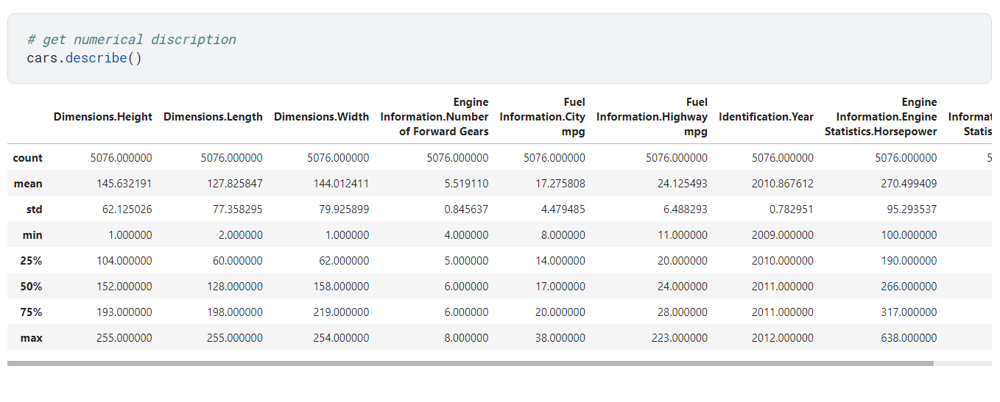 # get numerical discription
cars.describe()
Engine Fuel Fuel Engine
Dimensions.Height Dimensions.Length Dimensions.Width Information.Number Information.City Information.Highway Identification.Year Information.Engine Informat
of Forward Gears mpg mpg Statistics.Horsepower Statis
count 5076.000000 5076.000000 5076.000000 5076.000000 5076.000000 5076.000000 5076.000000 5076.000000 5
mean 145.632191 127.825847 144.012411 5.519110 17.275808 24.125493 2010.867612 270.499409
std 62.125026 77.358295 79.925899 0.845637 4.479485 6.488293 0.782951 95.293537
min 1.000000 2.000000 1.000000 4.000000 8.000000 11.000000 2009.000000 100.000000
25% 104.000000 60.000000 62.000000 5.000000 14.000000 20.000000 2010.000000 190.000000
50% 152.000000 128.000000 158.000000 6.000000 17.000000 24.000000 2011.000000 266.000000
75% 193.000000 198.000000 219.000000 6.000000 20.000000 28.000000 2011.000000 317.000000
max 255.000000 255.000000 254.000000 8.000000 38.000000 223.000000 2012.000000 638.000000